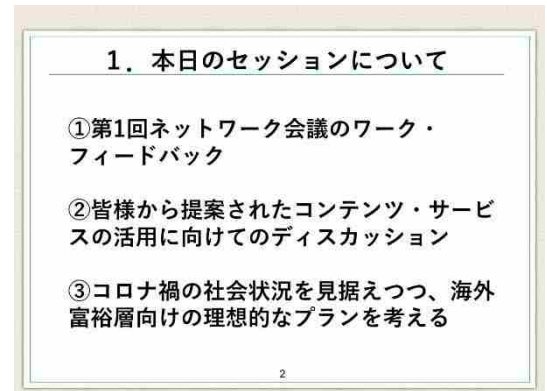 1．本日のセッションについて
①第1回ネットワーク会議のワーク・
フィードバック
②皆様から提案されたコンテンツ・サービ
スの活用に向けてのディスカッション
③コロナ禍の社会状況を見据えつつ、海外
富裕層向けの理想的なプランを考える
2